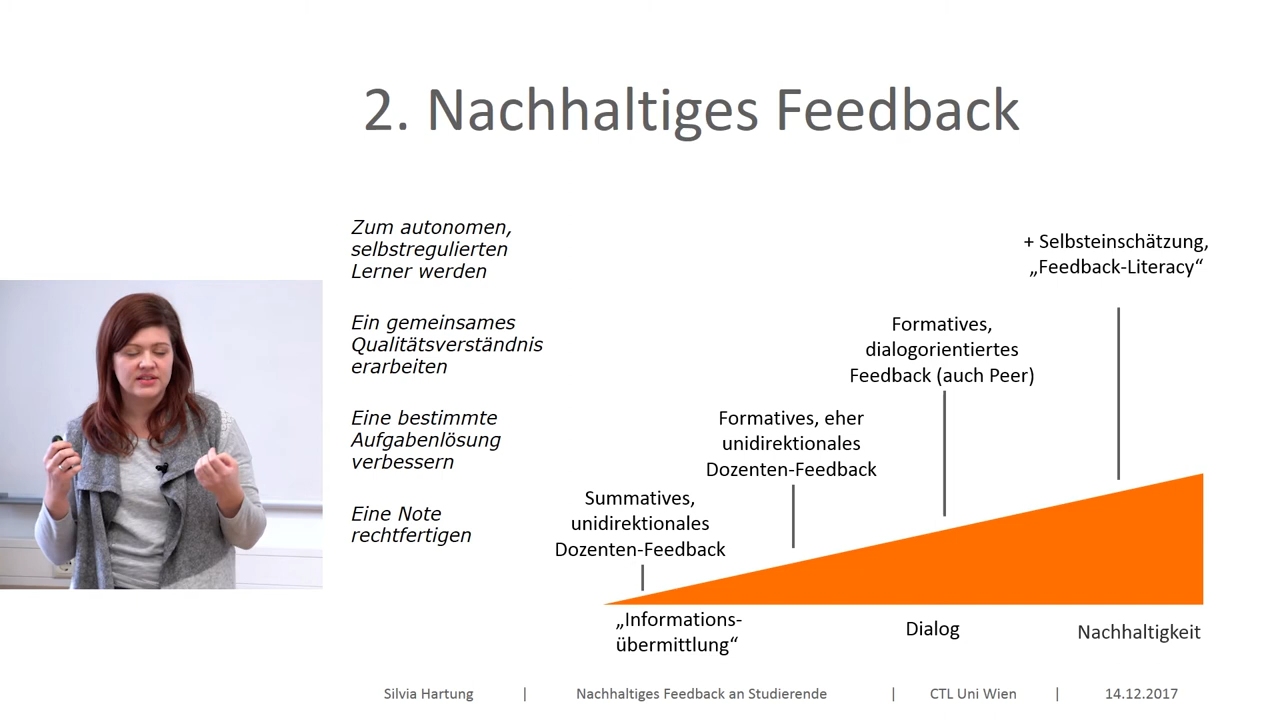 2. Nachhaltiges Feedback
Zum autonomen,
selbstregulierten
Lerner werden
Ein gemeinsames
Qualitätsverständnis
erarbeiten
Eine bestimmte
Aufgabenlösung
verbessern
Eine Note
rechtfertigen
+ Selbsteinschätzung,
„Feedback-Literacy“
Formatives,
dialogorientiertes
Feedback (auch Peer)
Formatives, eher
unidirektionales
Dozenten-Feedback
Summatives,
unidirektionales
Dozenten-Feedback
„Informations-
übermittlung“
Dialog
Nachhaltigkeit
Silvia Hartung | Nachhaltiges Feedback an Studierende | CTL Uni Wien | 14.12.2017